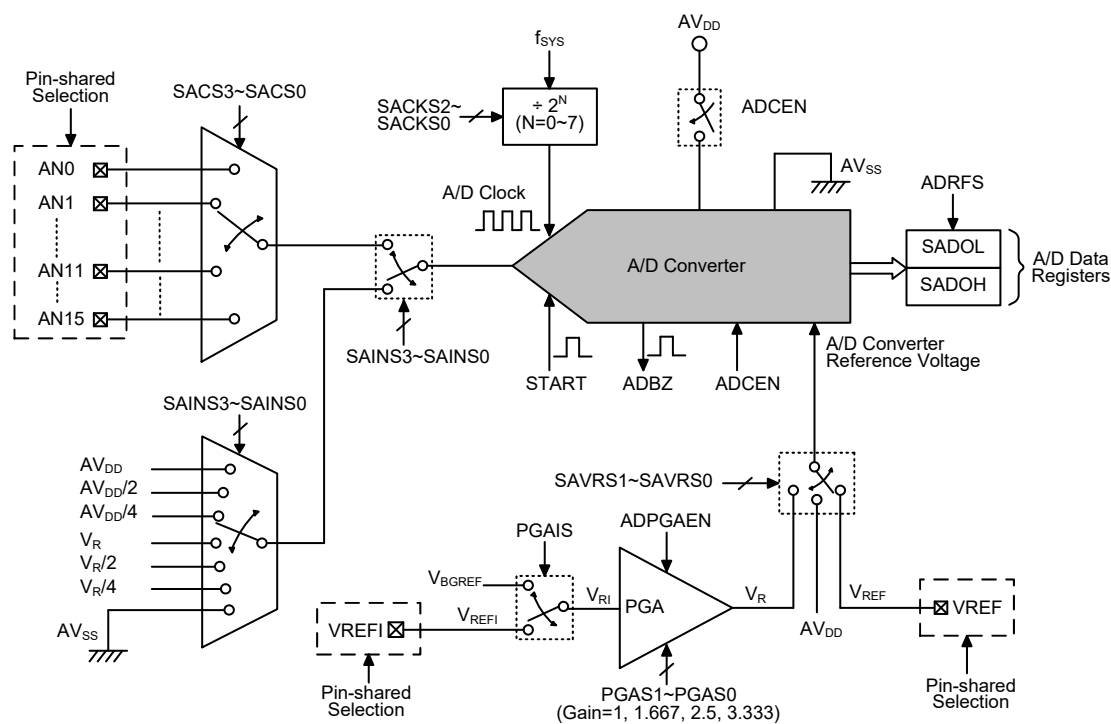 AVDD
fSYS
Pin-shared
Selection
SACS3~SACS0
SACKS2~
SACKS0
÷ 2^N
(N=0~7)
ADCEN
AN0
AN1
AN11
AN15
A/D Clock
AVSS
ADRFS
A/D Converter
SADOL
SADOH
A/D Data
Registers
SAINS3~SAINS0
START
ADBZ
ADCEN
A/D Converter
Reference Voltage
SAINS3~SAINS0
AVDD
AVDD/2
AVDD/4
VR
VR/2
VR/4
AVSS
SAVRS1~SAVRS0
PGAIS
ADPGAEN
VBGREF
VREFI
VREFI
VRI
PGA
VR
AVDD
VREF
VREF
Pin-shared
Selection
PGAS1~PGAS0
(Gain=1, 1.667, 2.5, 3.333)
Pin-shared
Selection